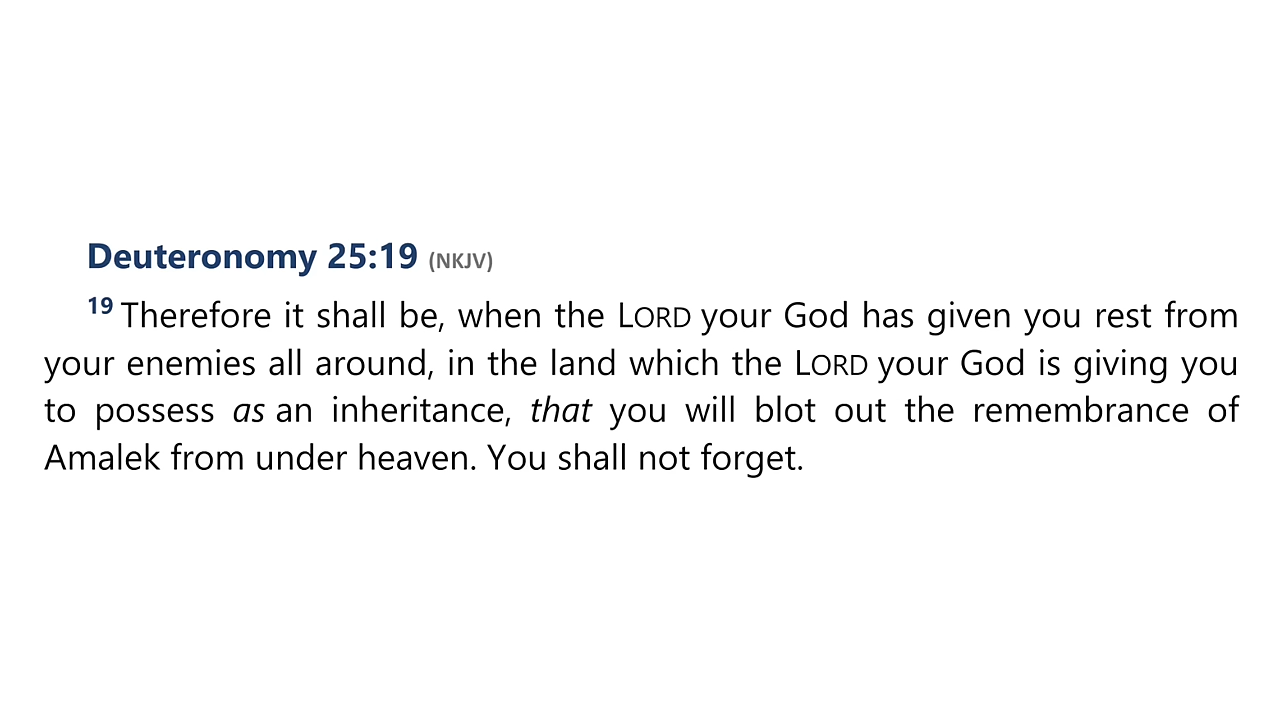 Deuteronomy 25:19 (NKJV)
19 Therefore it shall be, when the LORD your God has given you rest from
your enemies all around, in the land which the LORD your God is giving you
to possess as an inheritance, that you will blot out the remembrance of
Amalek from under heaven. You shall not forget.